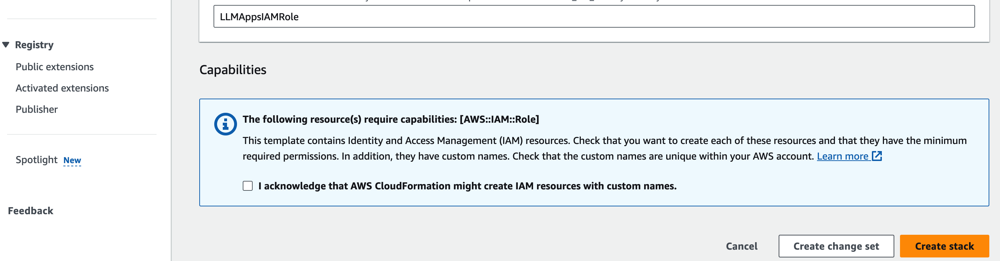 LLMAppsIAMRole
Registry
Public extensions
Activated extensions
Publisher
Spotlight New
Feedback
Capabilities
The following resource(s) require capabilities: [AWS::IAM::Role]
This template contains Identity and Access Management (IAM) resources. Check that you want to create each of these resources and that they have the minimum
required permissions. In addition, they have custom names. Check that the custom names are unique within your AWS account. Learn more
I acknowledge that AWS CloudFormation might create IAM resources with custom names.
Cancel
Create change set
Create stack